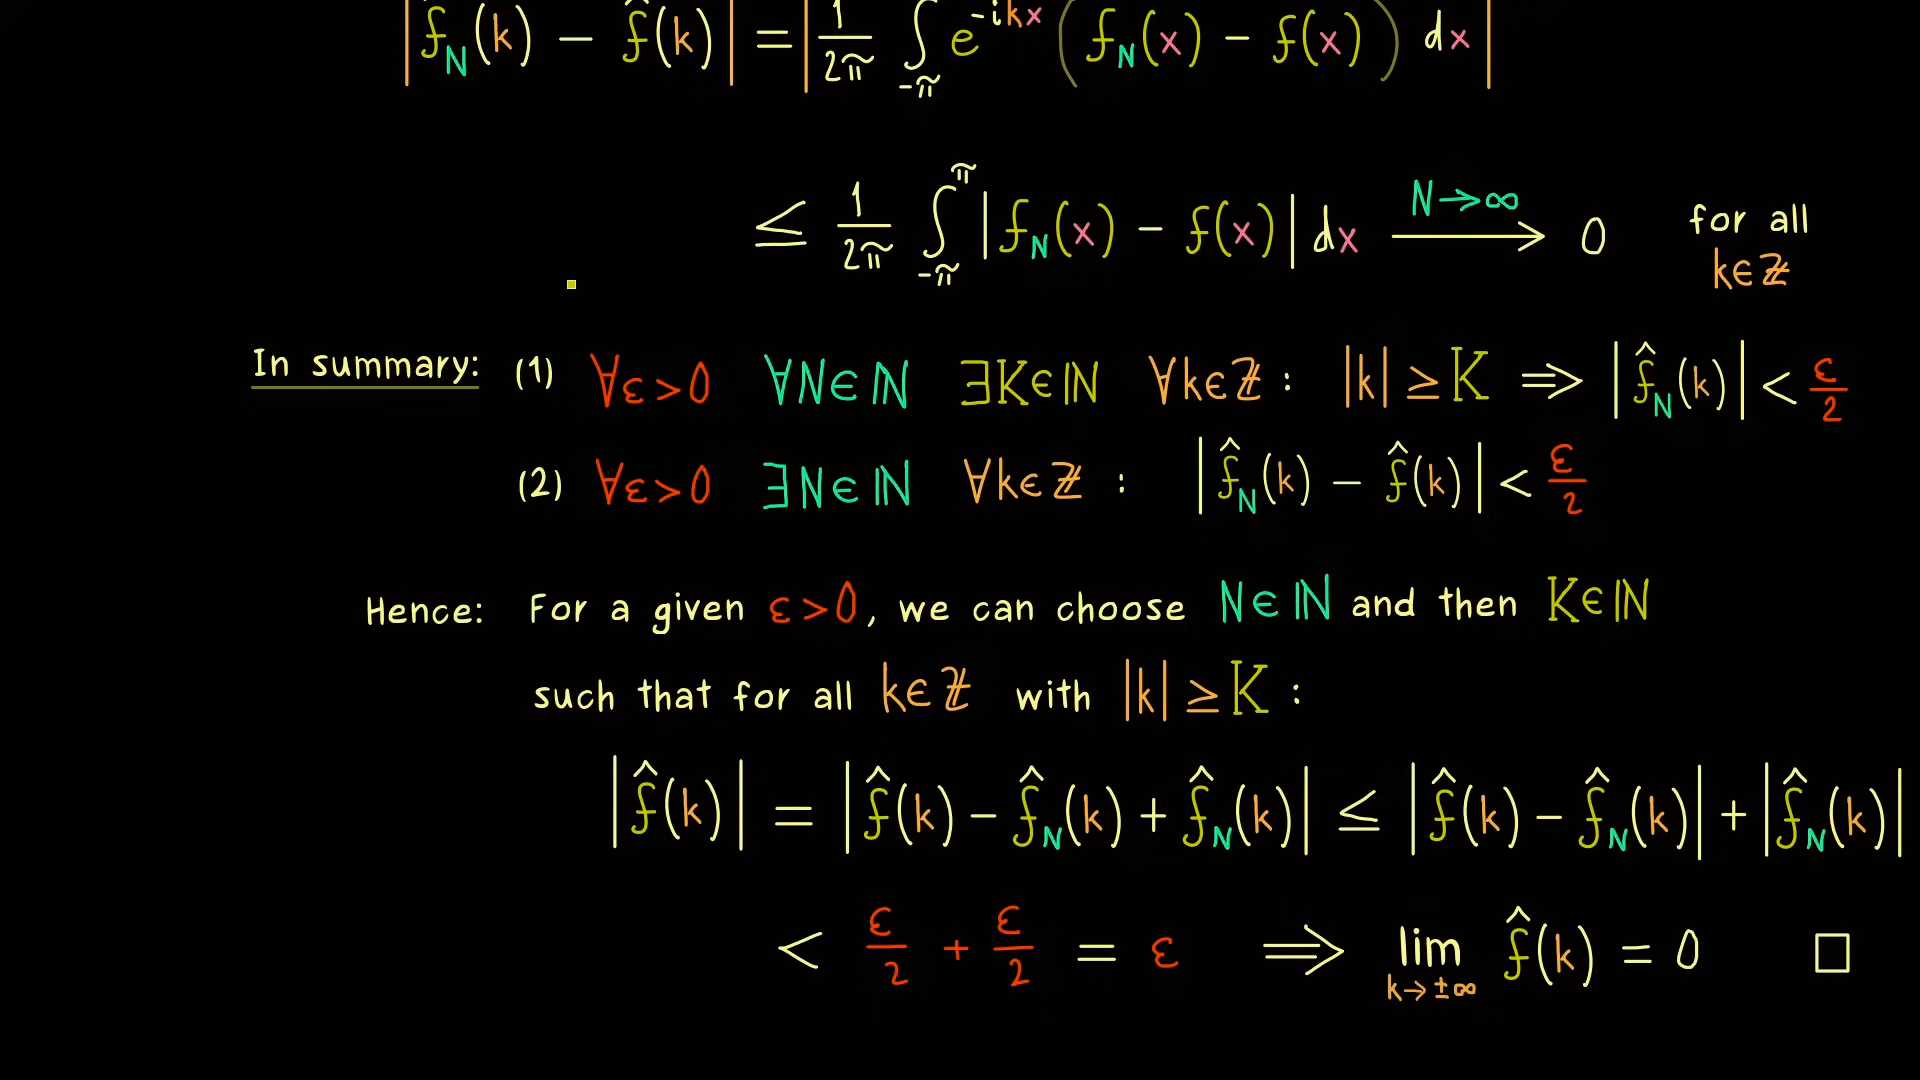 |f̂_N(k) − f̂(k)| = |1/2π ∫_{-π} e^{-ikx} (f_N(x) − f(x)) dx|
≤ 1/2π ∫_{-π}^{π} |f_N(x) − f(x)| dx —N→∞→ 0 for all k∈ℤ
In summary: (1) ∀ε>0 ∀N∈ℕ ∃K∈ℕ ∀k∈ℤ : |k| ≥ K ⟹ |f̂_N(k)| < ε/2
(2) ∀ε>0 ∃N∈ℕ ∀k∈ℤ : |f̂_N(k) − f̂(k)| < ε/2
Hence: For a given ε>0, we can choose N∈ℕ and then K∈ℕ
such that for all k∈ℤ with |k| ≥ K :
|f̂(k)| = |f̂(k) − f̂_N(k) + f̂_N(k)| ≤ |f̂(k) − f̂_N(k)| + |f̂_N(k)|
< ε/2 + ε/2 = ε ⟹ lim_{k→±∞} f̂(k) = 0 □